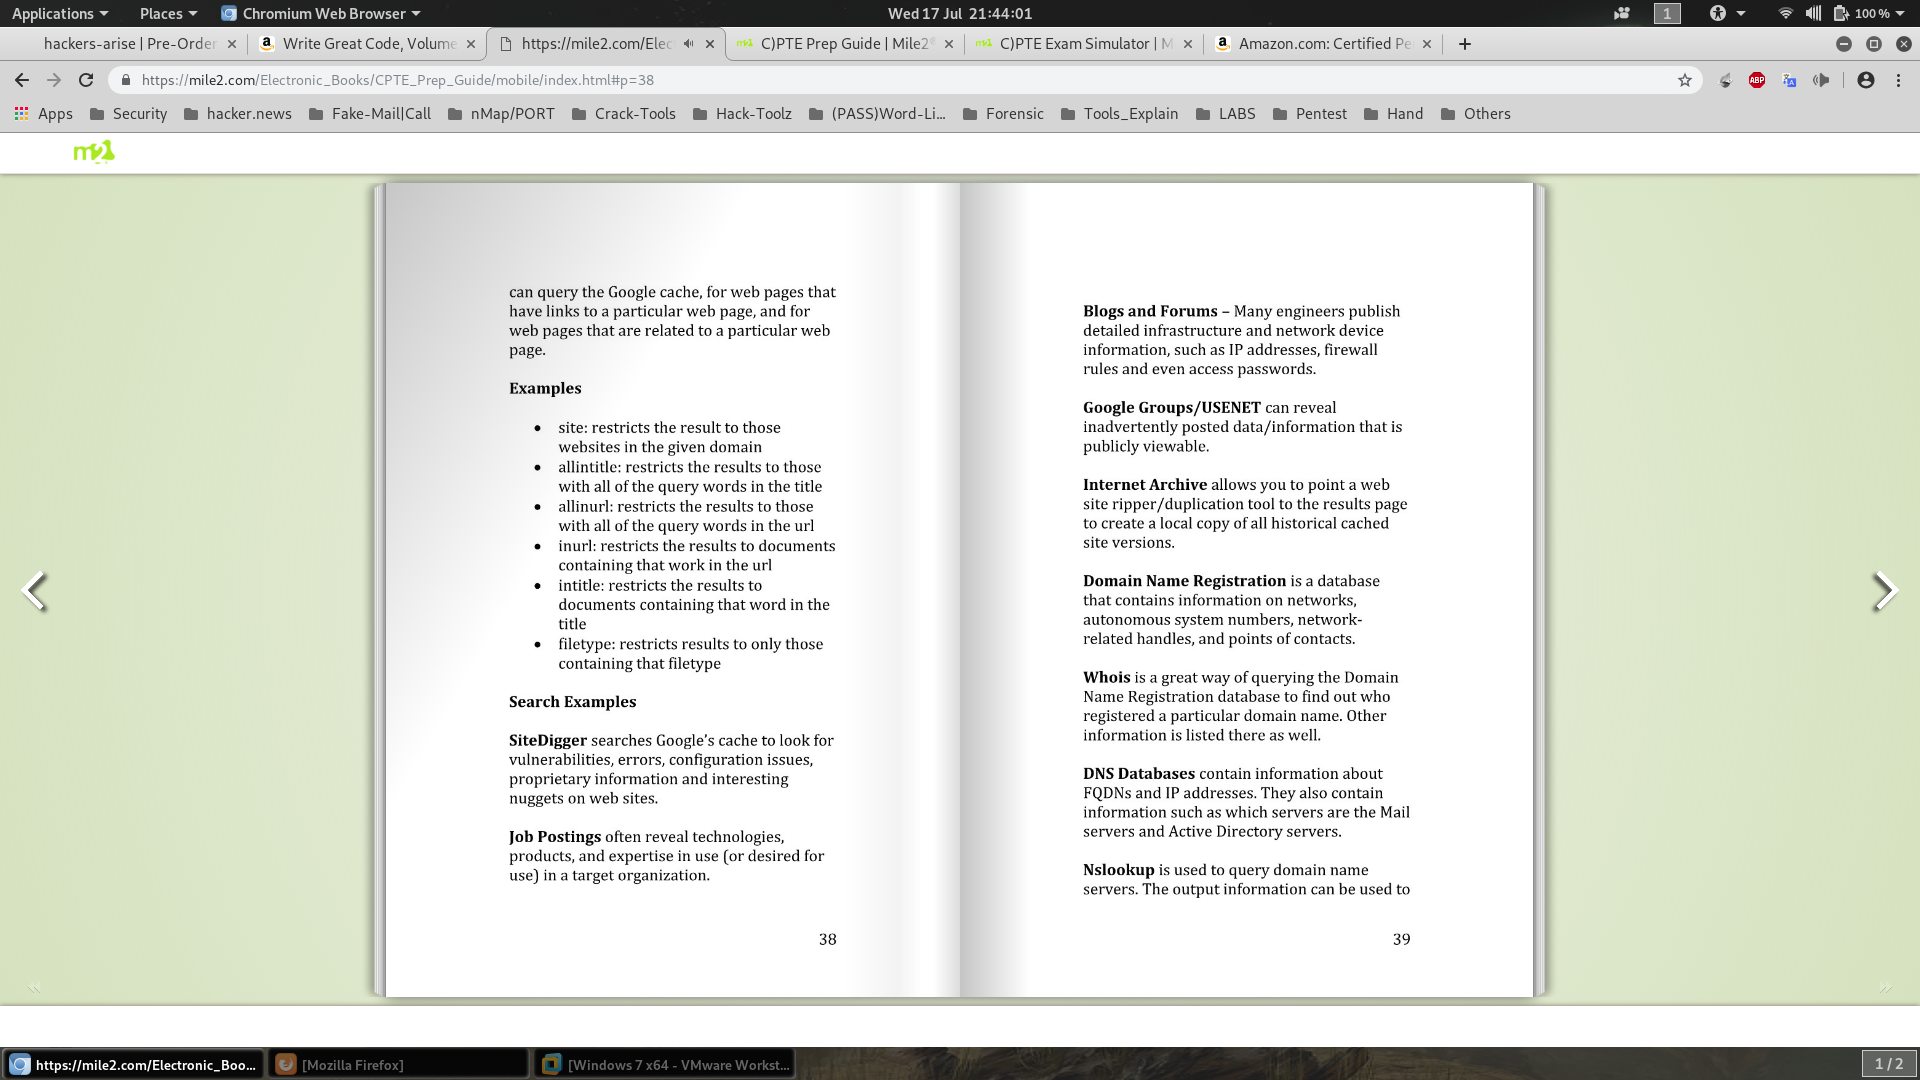 Applications Places Chromium Web Browser Wed 17 Jul 21:44:01 1 100 %
hackers-arise | Pre-Order Write Great Code, Volume https://mile2.com/Elec C)PTE Prep Guide | Mile2® C)PTE Exam Simulator | M Amazon.com: Certified Pe
https://mile2.com/Electronic_Books/CPTE_Prep_Guide/mobile/index.html#p=38 ABP
Apps Security hacker.news Fake-Mail|Call nMap/PORT Crack-Tools Hack-Toolz (PASS)Word-Li... Forensic Tools_Explain LABS Pentest Hand Others
m2
can query the Google cache, for web pages that
have links to a particular web page, and for
web pages that are related to a particular web
page.
Examples
• site: restricts the result to those
websites in the given domain
• allintitle: restricts the results to those
with all of the query words in the title
• allinurl: restricts the results to those
with all of the query words in the url
• inurl: restricts the results to documents
containing that work in the url
• intitle: restricts the results to
documents containing that word in the
title
• filetype: restricts results to only those
containing that filetype
Search Examples
SiteDigger searches Google's cache to look for
vulnerabilities, errors, configuration issues,
proprietary information and interesting
nuggets on web sites.
Job Postings often reveal technologies,
products, and expertise in use (or desired for
use) in a target organization.
38
Blogs and Forums – Many engineers publish
detailed infrastructure and network device
information, such as IP addresses, firewall
rules and even access passwords.
Google Groups/USENET can reveal
inadvertently posted data/information that is
publicly viewable.
Internet Archive allows you to point a web
site ripper/duplication tool to the results page
to create a local copy of all historical cached
site versions.
Domain Name Registration is a database
that contains information on networks,
autonomous system numbers, network-
related handles, and points of contacts.
Whois is a great way of querying the Domain
Name Registration database to find out who
registered a particular domain name. Other
information is listed there as well.
DNS Databases contain information about
FQDNs and IP addresses. They also contain
information such as which servers are the Mail
servers and Active Directory servers.
Nslookup is used to query domain name
servers. The output information can be used to
39
https://mile2.com/Electronic_Boo... [Mozilla Firefox] [Windows 7 x64 - VMware Workst... 1 / 2